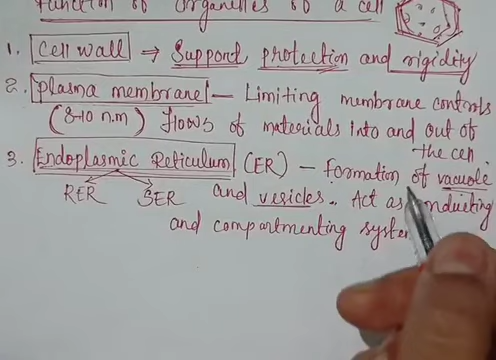 Function of Organelles of a cell
1. Cell wall → Support protection and rigidity
2. Plasma membrane — Limiting membrane controls
(8-10 n.m) flows of materials into and out of
the cell.
3. Endoplasmic Reticulum (ER) — Formation of vacuole
RER SER and vesicles. Act as conducting
and compartmenting